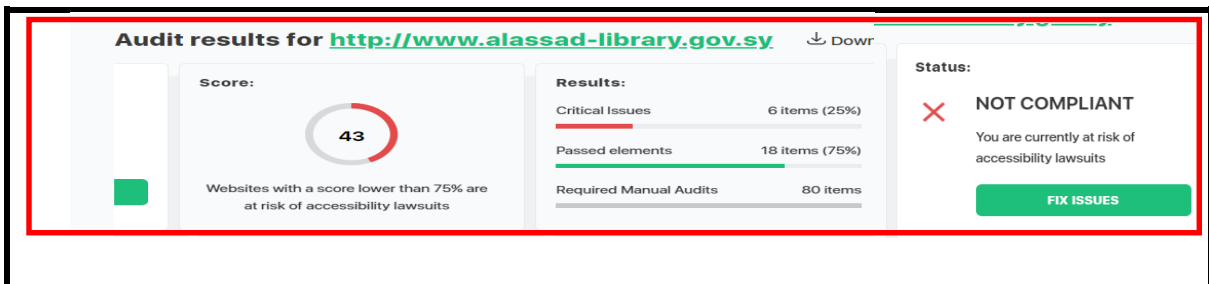 Audit results for http://www.alassad-library.gov.sy
Score:
43
Websites with a score lower than 75% are
at risk of accessibility lawsuits
Results:
Critical Issues 6 items (25%)
Passed elements 18 items (75%)
Required Manual Audits 80 items
Status:
NOT COMPLIANT
You are currently at risk of
accessibility lawsuits
FIX ISSUES